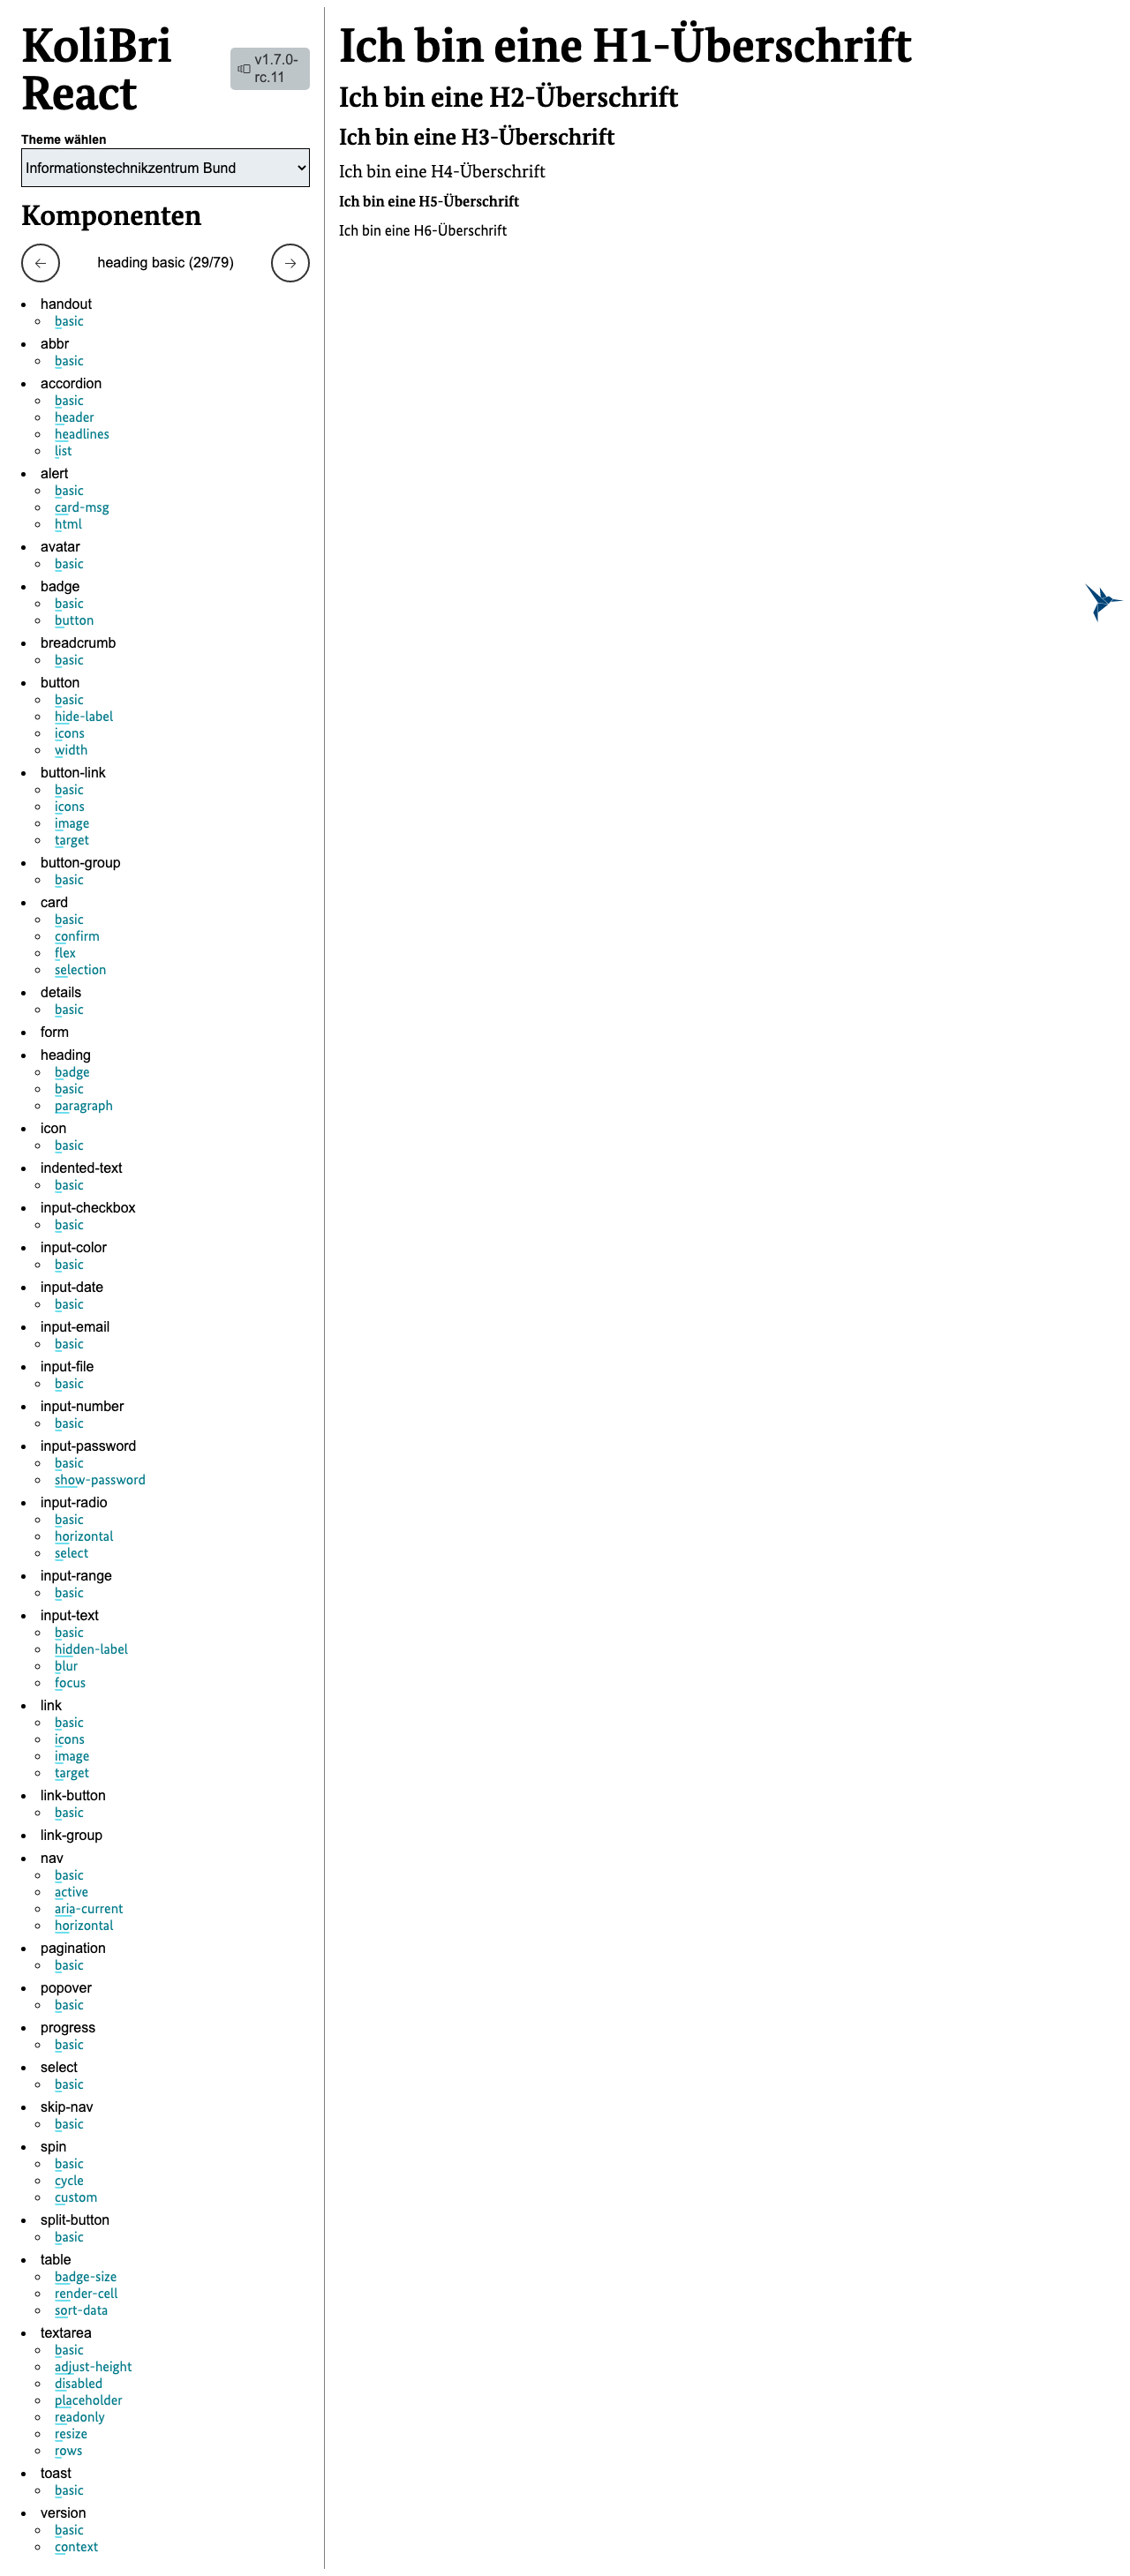 KoliBri
React
v1.7.0-
rc.11
Theme wählen
Informationstechnikzentrum Bund
Komponenten
heading basic (29/79)
handout
basic
abbr
basic
accordion
basic
header
headlines
list
alert
basic
card-msg
html
avatar
basic
badge
basic
button
breadcrumb
basic
button
basic
hide-label
icons
width
button-link
basic
icons
image
target
button-group
basic
card
basic
confirm
flex
selection
details
basic
form
heading
badge
basic
paragraph
icon
basic
indented-text
basic
input-checkbox
basic
input-color
basic
input-date
basic
input-email
basic
input-file
basic
input-number
basic
input-password
basic
show-password
input-radio
basic
horizontal
select
input-range
basic
input-text
basic
hidden-label
blur
focus
link
basic
icons
image
target
link-button
basic
link-group
nav
basic
active
aria-current
horizontal
pagination
basic
popover
basic
progress
basic
select
basic
skip-nav
basic
spin
basic
cycle
custom
split-button
basic
table
badge-size
render-cell
sort-data
textarea
basic
adjust-height
disabled
placeholder
readonly
resize
rows
toast
basic
version
basic
context
Ich bin eine H1-Überschrift
Ich bin eine H2-Überschrift
Ich bin eine H3-Überschrift
Ich bin eine H4-Überschrift
Ich bin eine H5-Überschrift
Ich bin eine H6-Überschrift